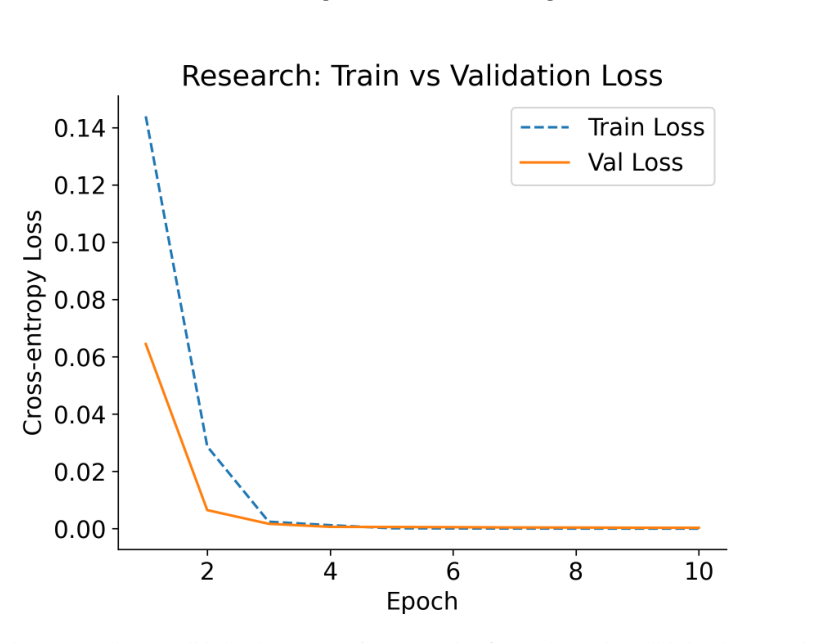 Research: Train vs Validation Loss
Train Loss
Val Loss
0.14
0.12
0.10
0.08
0.06
0.04
0.02
0.00
Cross-entropy Loss
2 4 6 8 10
Epoch